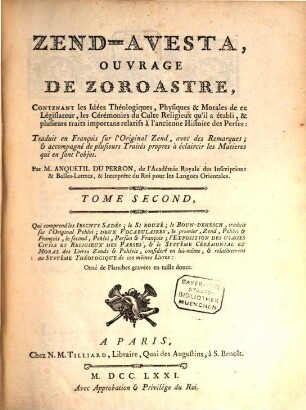 ZEND-AVESTA,
OUVRAGE
DE ZOROASTRE,
CONTENANT les Idées Théologiques, Physiques & Morales de ce
Législateur, les Cérémonies du Culte Religieux qu'il a établi, &
plusieurs traits importans relatifs à l'ancienne Histoire des Perses:
Traduit en François sur l'Original Zend, avec des Remarques;
& accompagné de plusieurs Traités propres à éclaircir les Matieres
qui en sont l'objet.
Par M. ANQUETIL DU PERRON, de l'Académie Royale des Inscriptions
& Belles-Lettres, & Interprète du Roi pour les Langues Orientales.
TOME SECOND,
Qui comprend les IESCHTS SADÉS; le SI ROUZÉ; le BOUN-DEHESCH, traduit
sur l'Original Pehlvi; DEUX VOCABULAIRES, le premier, Zend, Pehlvi &
François, le second, Pehlvi, Persan & François; l'EXPOSITION DES USAGES
CIVILS ET RELIGIEUX DES PARSES, & le SYSTÊME CÉRÉMONIAL ET
MORAL des Livres Zends & Pehlvis, considéré en lui-même, & relativement
au SYSTÊME THÉOLOGIQUE de ces mêmes Livres:
Orné de Planches gravées en taille douce.
BAYERISCHE
STAATS-
BIBLIOTHEK
MUENCHEN
A PARIS,
Chez N. M. TILLIARD, Libraire, Quai des Augustins, à S. Benoît.
M. DCC. LXXI.
Avec Approbation & Privilége du Roi.